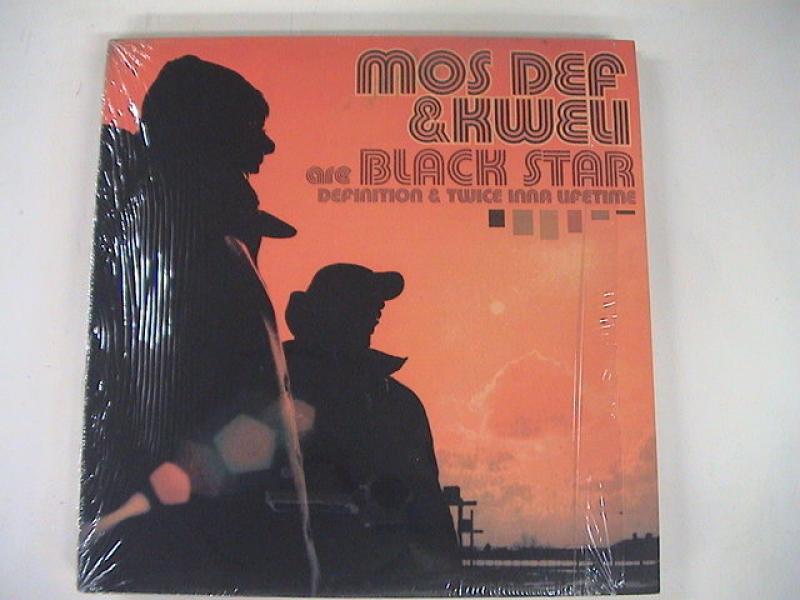 MOS DEF
& KWELI
are BLACK STAR
DEFINITION & TWICE INNA LIFETIME